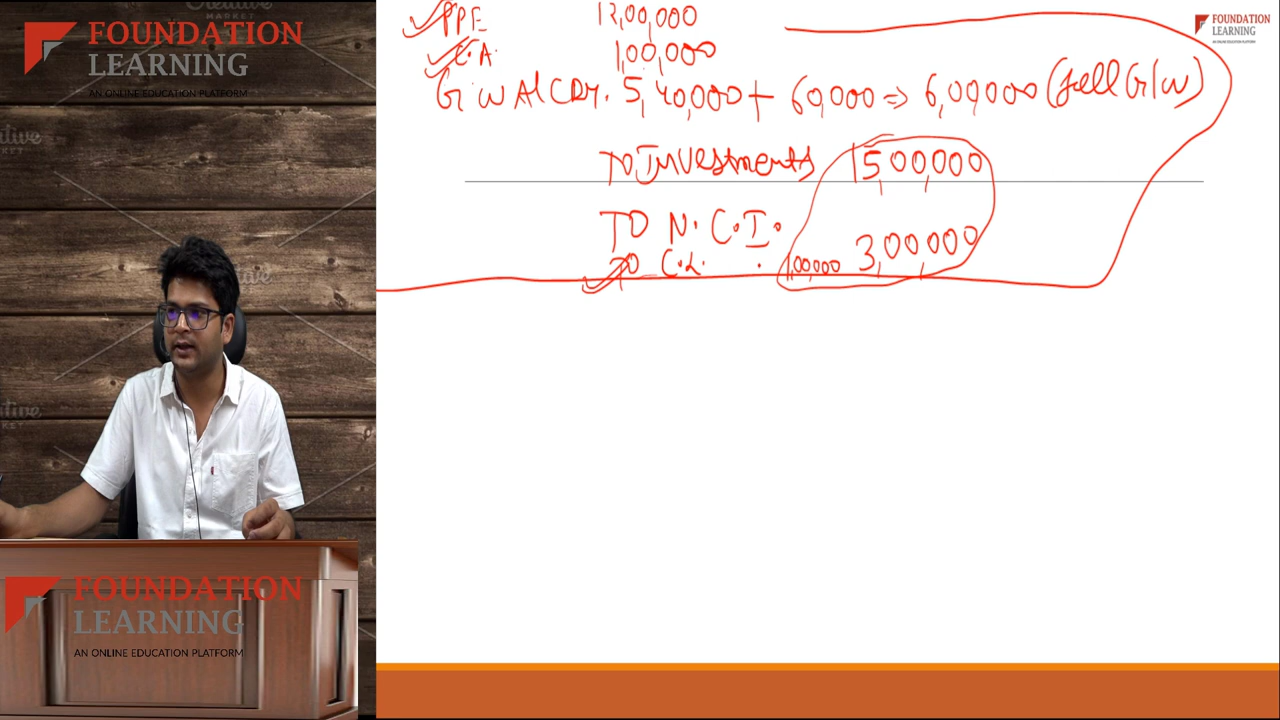 Creative
MARKET
FOUNDATION
LEARNING
AN ONLINE EDUCATION PLATFORM
FOUNDATION
LEARNING
PPE 12,00,000
C.A. 1,00,000
G.W A/C Dr. 5,40,000 + 60,000 => 6,00,000 (full G/W)
TO Investments 15,00,000
TO N.C.I. 3,00,000
TO C.L. 1,00,000
FOUNDATION
LEARNING
AN ONLINE EDUCATION PLATFORM